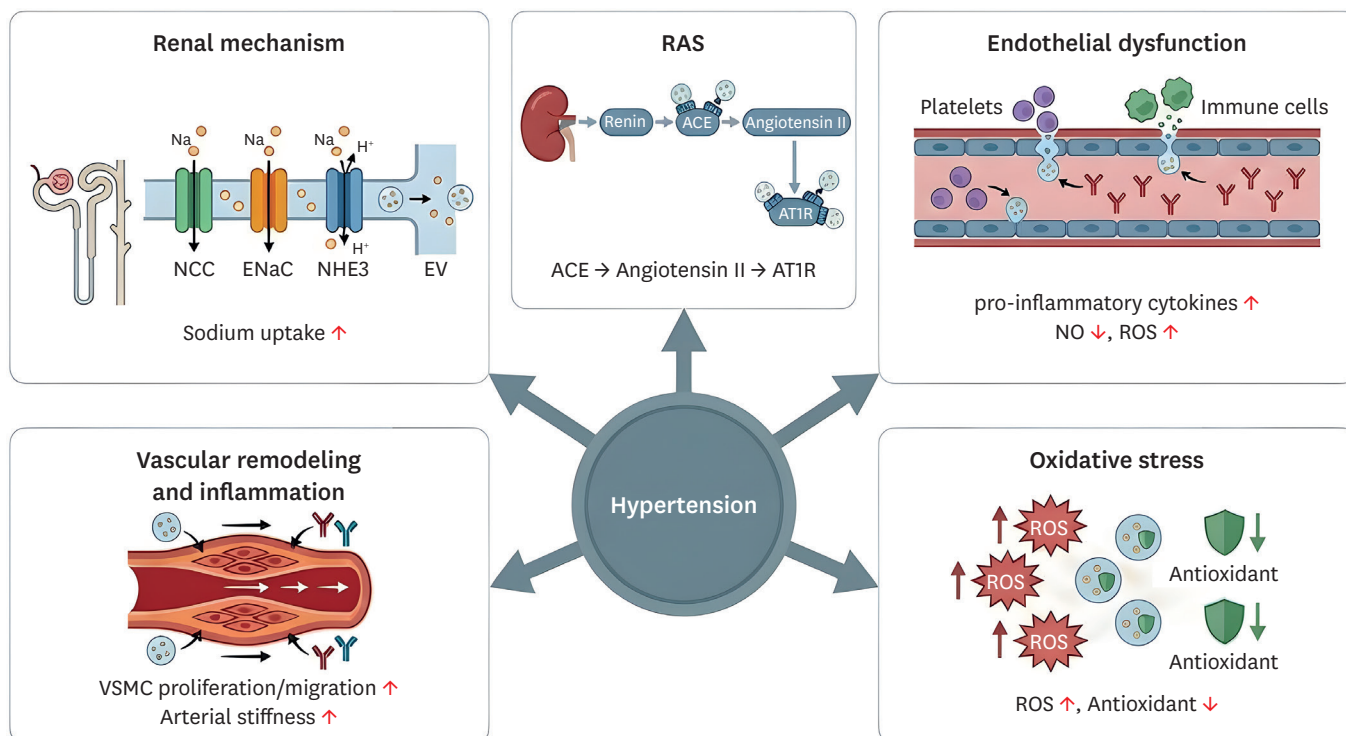 Renal mechanism
Na
Na
Na
H⁺
H⁺
NCC
ENaC
NHE3
EV
Sodium uptake ↑
RAS
Renin
ACE
Angiotensin II
AT1R
ACE → Angiotensin II → AT1R
Endothelial dysfunction
Platelets
Immune cells
pro-inflammatory cytokines ↑
NO ↓, ROS ↑
Hypertension
Vascular remodeling
and inflammation
VSMC proliferation/migration ↑
Arterial stiffness ↑
Oxidative stress
ROS
ROS
ROS
Antioxidant
Antioxidant
ROS ↑, Antioxidant ↓